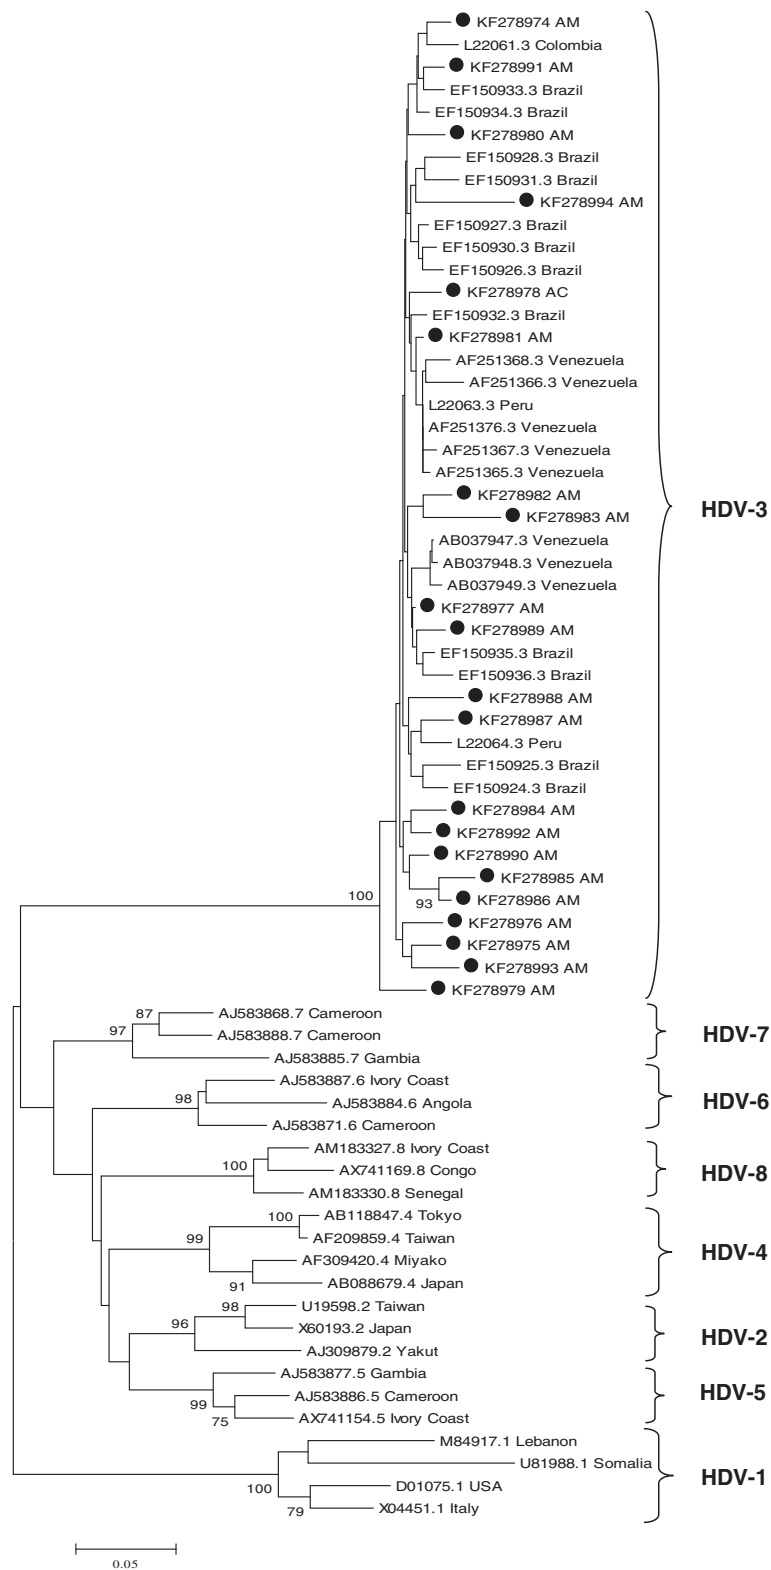 KF278974 AM
L22061.3 Colombia
KF278991 AM
EF150933.3 Brazil
EF150934.3 Brazil
KF278980 AM
EF150928.3 Brazil
EF150931.3 Brazil
KF278994 AM
EF150927.3 Brazil
EF150930.3 Brazil
EF150926.3 Brazil
KF278978 AC
EF150932.3 Brazil
KF278981 AM
AF251368.3 Venezuela
AF251366.3 Venezuela
L22063.3 Peru
AF251376.3 Venezuela
AF251367.3 Venezuela
AF251365.3 Venezuela
KF278982 AM
HDV-3
KF278983 AM
AB037947.3 Venezuela
AB037948.3 Venezuela
AB037949.3 Venezuela
KF278977 AM
KF278989 AM
EF150935.3 Brazil
EF150936.3 Brazil
KF278988 AM
KF278987 AM
L22064.3 Peru
EF150925.3 Brazil
EF150924.3 Brazil
KF278984 AM
KF278992 AM
KF278990 AM
KF278985 AM
100
93
KF278986 AM
KF278976 AM
KF278975 AM
KF278993 AM
KF278979 AM
87
AJ583868.7 Cameroon
97
AJ583888.7 Cameroon
HDV-7
AJ583885.7 Gambia
AJ583887.6 Ivory Coast
98
AJ583884.6 Angola
HDV-6
AJ583871.6 Cameroon
AM183327.8 Ivory Coast
100
AX741169.8 Congo
HDV-8
AM183330.8 Senegal
100
AB118847.4 Tokyo
99
AF209859.4 Taiwan
HDV-4
AF309420.4 Miyako
91
AB088679.4 Japan
98
U19598.2 Taiwan
96
X60193.2 Japan
HDV-2
AJ309879.2 Yakut
AJ583877.5 Gambia
99
AJ583886.5 Cameroon
HDV-5
75
AX741154.5 Ivory Coast
M84917.1 Lebanon
U81988.1 Somalia
HDV-1
100
D01075.1 USA
79
X04451.1 Italy
0.05